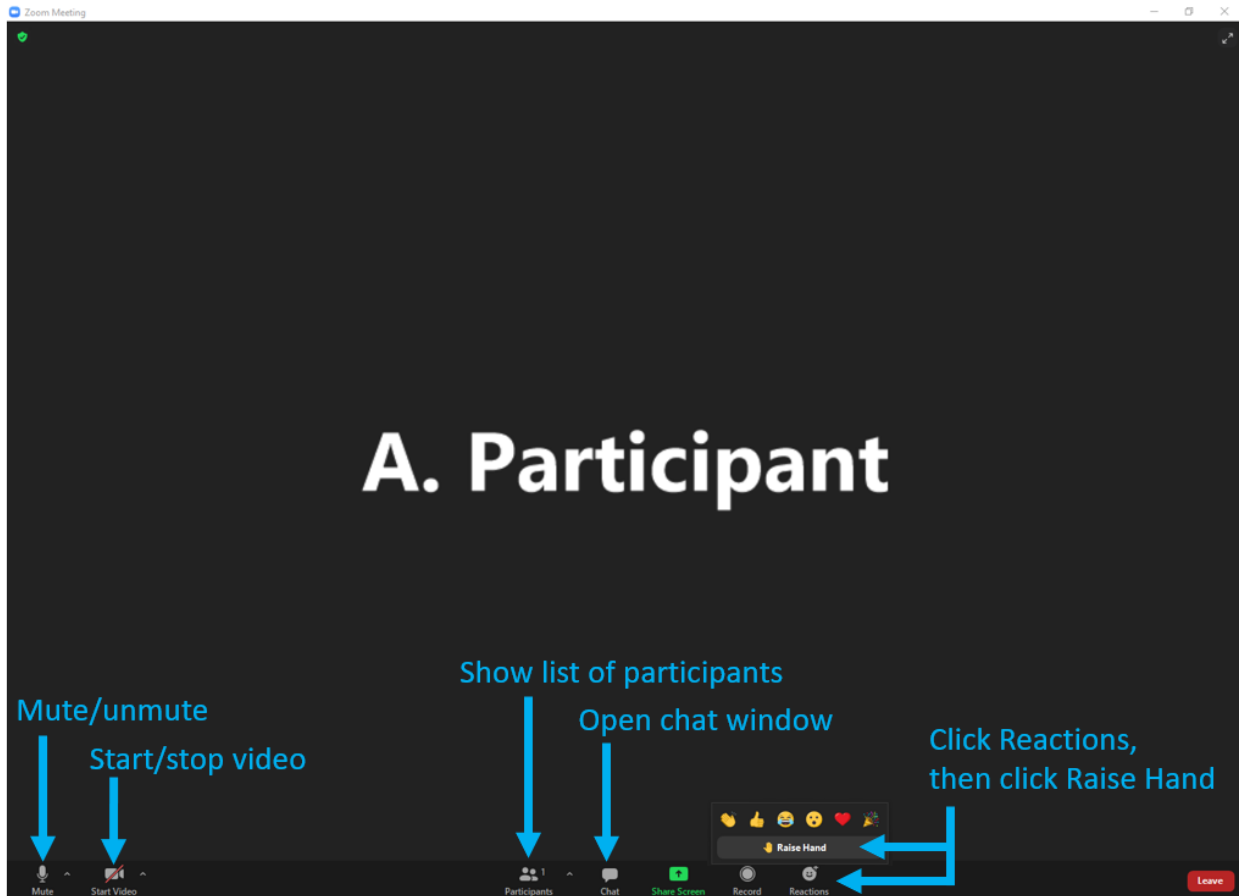 Zoom Meeting
A. Participant
Show list of participants
Mute/unmute
Open chat window
Start/stop video
Click Reactions,
then click Raise Hand
Raise Hand
1
Mute
Start Video
Participants
Chat
Share Screen
Record
Reactions
Leave